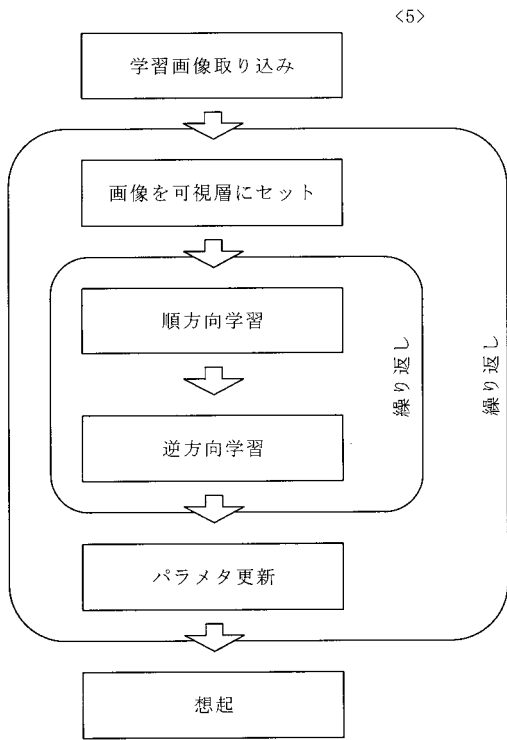 <5>
学習画像取り込み
画像を可視層にセット
順方向学習
逆方向学習
繰り返し
繰り返し
パラメタ更新
想起